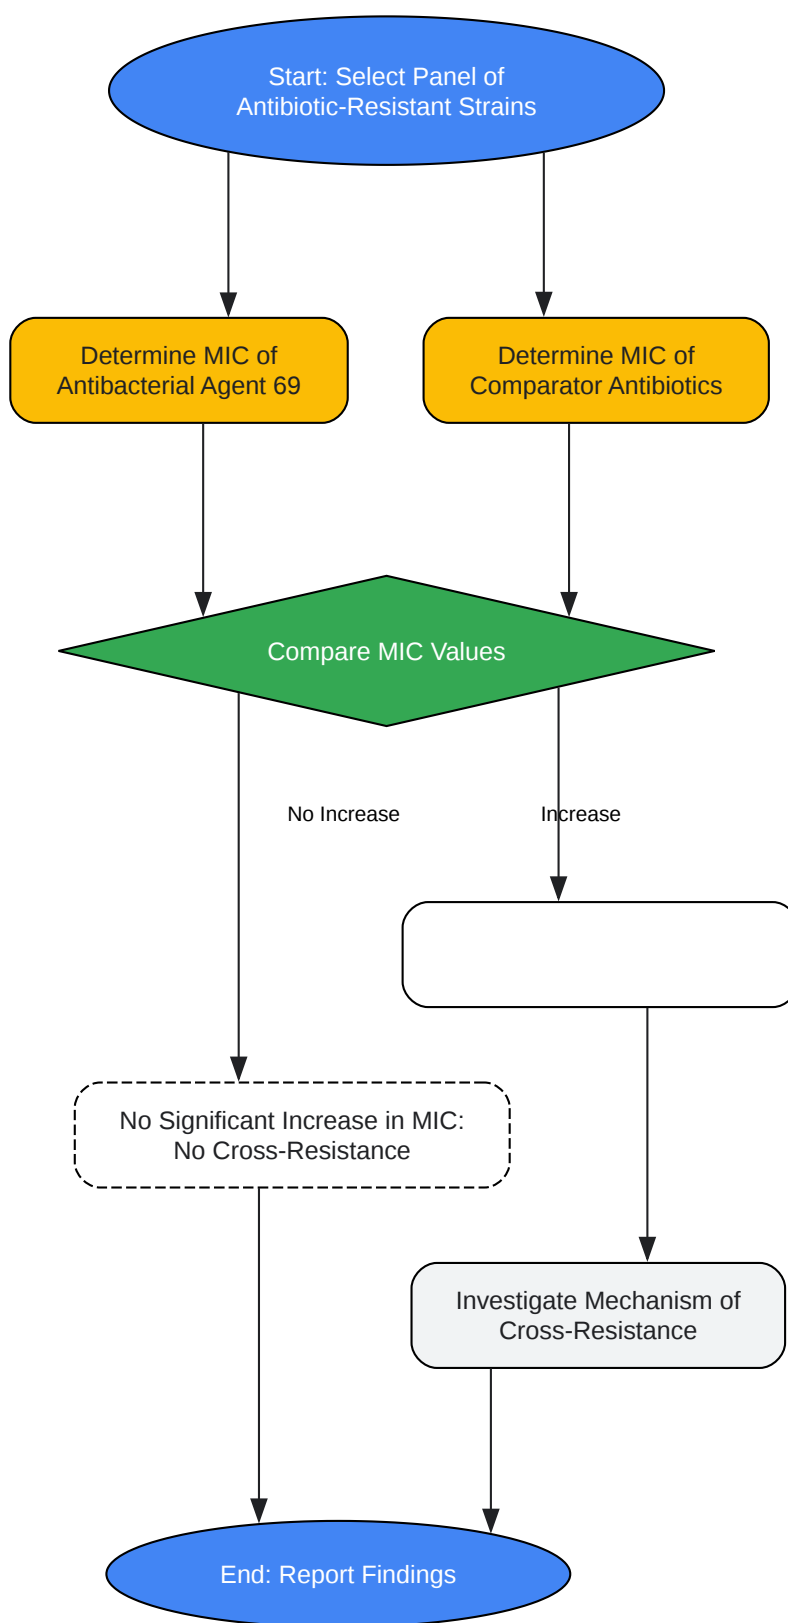 Start: Select Panel of
Antibiotic-Resistant Strains
Determine MIC of
Antibacterial Agent 69
Determine MIC of
Comparator Antibiotics
Compare MIC Values
No Increase
Increase
No Significant Increase in MIC:
No Cross-Resistance
Investigate Mechanism of
Cross-Resistance
End: Report Findings